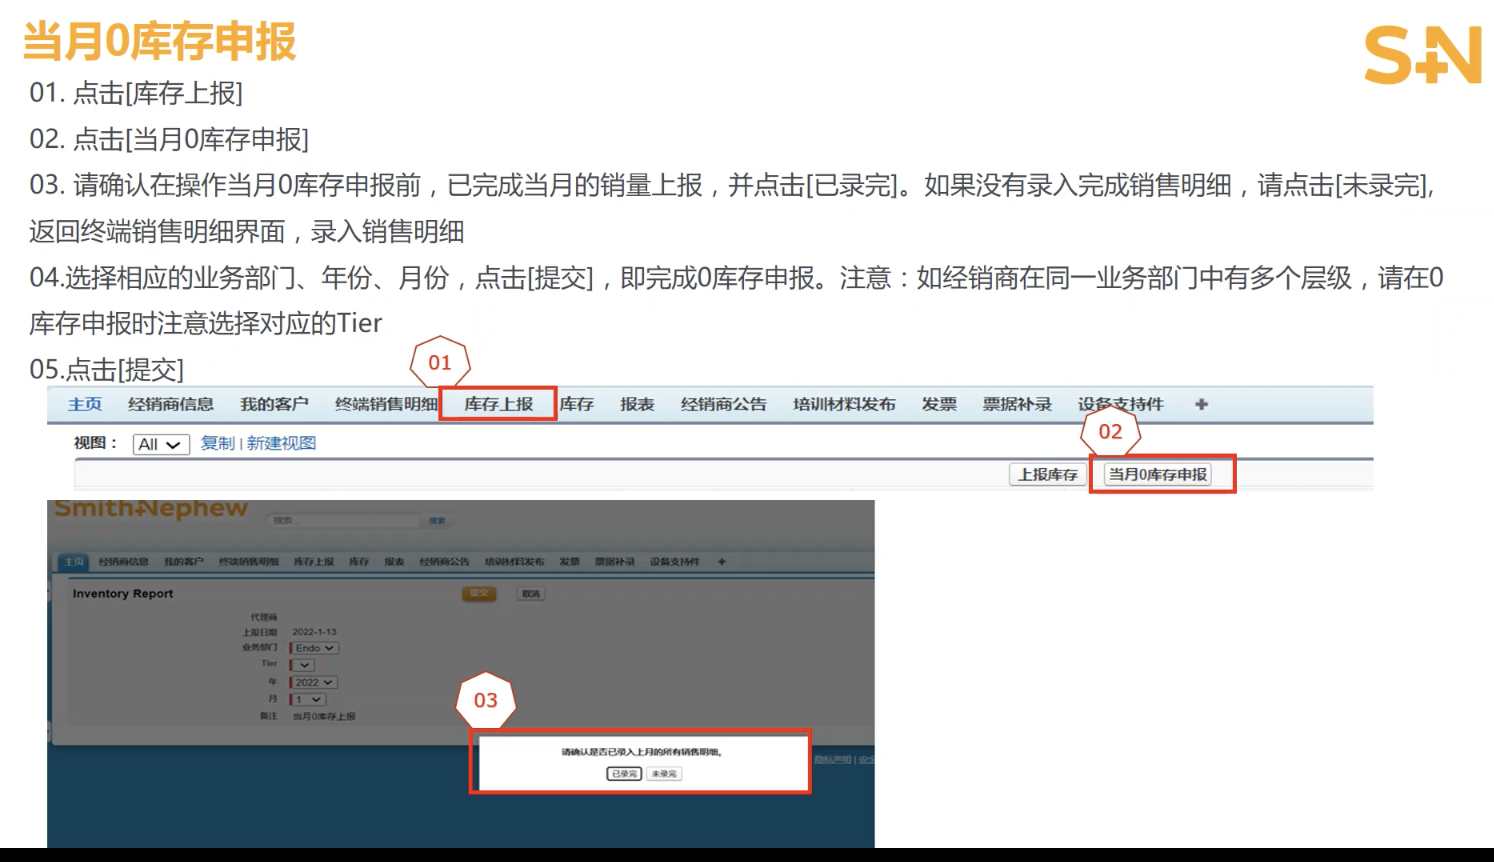 当月0库存申报
S+N
01. 点击[库存上报]
02. 点击[当月0库存申报]
03. 请确认在操作当月0库存申报前，已完成当月的销量上报，并点击[已录完]。如果没有录入完成销售明细，请点击[未录完],
返回终端销售明细界面，录入销售明细
04.选择相应的业务部门、年份、月份，点击[提交]，即完成0库存申报。注意：如经销商在同一业务部门中有多个层级，请在0
库存申报时注意选择对应的Tier
05.点击[提交]
01
主页 经销商信息 我的客户 终端销售明细 库存上报 库存 报表 经销商公告 培训材料发布 发票 票据补录 设备支持件 +
02
视图： All 复制 | 新建视图
上报库存 当月0库存申报
Smith+Nephew
搜索... 搜索
主页 经销商信息 我的客户 终端销售明细 库存上报 库存 报表 经销商公告 培训材料发布 发票 票据补录 设备支持件 +
Inventory Report 提交 取消
代理商
上报日期 2022-1-13
业务部门 Endo
Tier
年 2022
月 1
备注 当月0库存上报
03
请确认是否已录入上月的所有销售明细。
已录完 未录完
隐私声明 | 安全